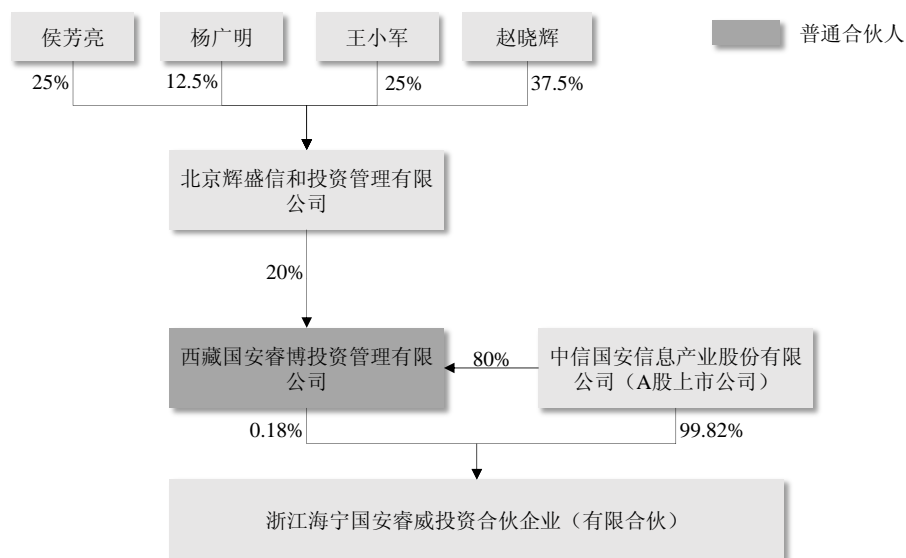 侯芳亮
杨广明
王小军
赵晓辉
普通合伙人
25%
12.5%
25%
37.5%
北京辉盛信和投资管理有限
公司
20%
西藏国安睿博投资管理有限
公司
80%
中信国安信息产业股份有限
公司（A股上市公司）
0.18%
99.82%
浙江海宁国安睿威投资合伙企业（有限合伙）